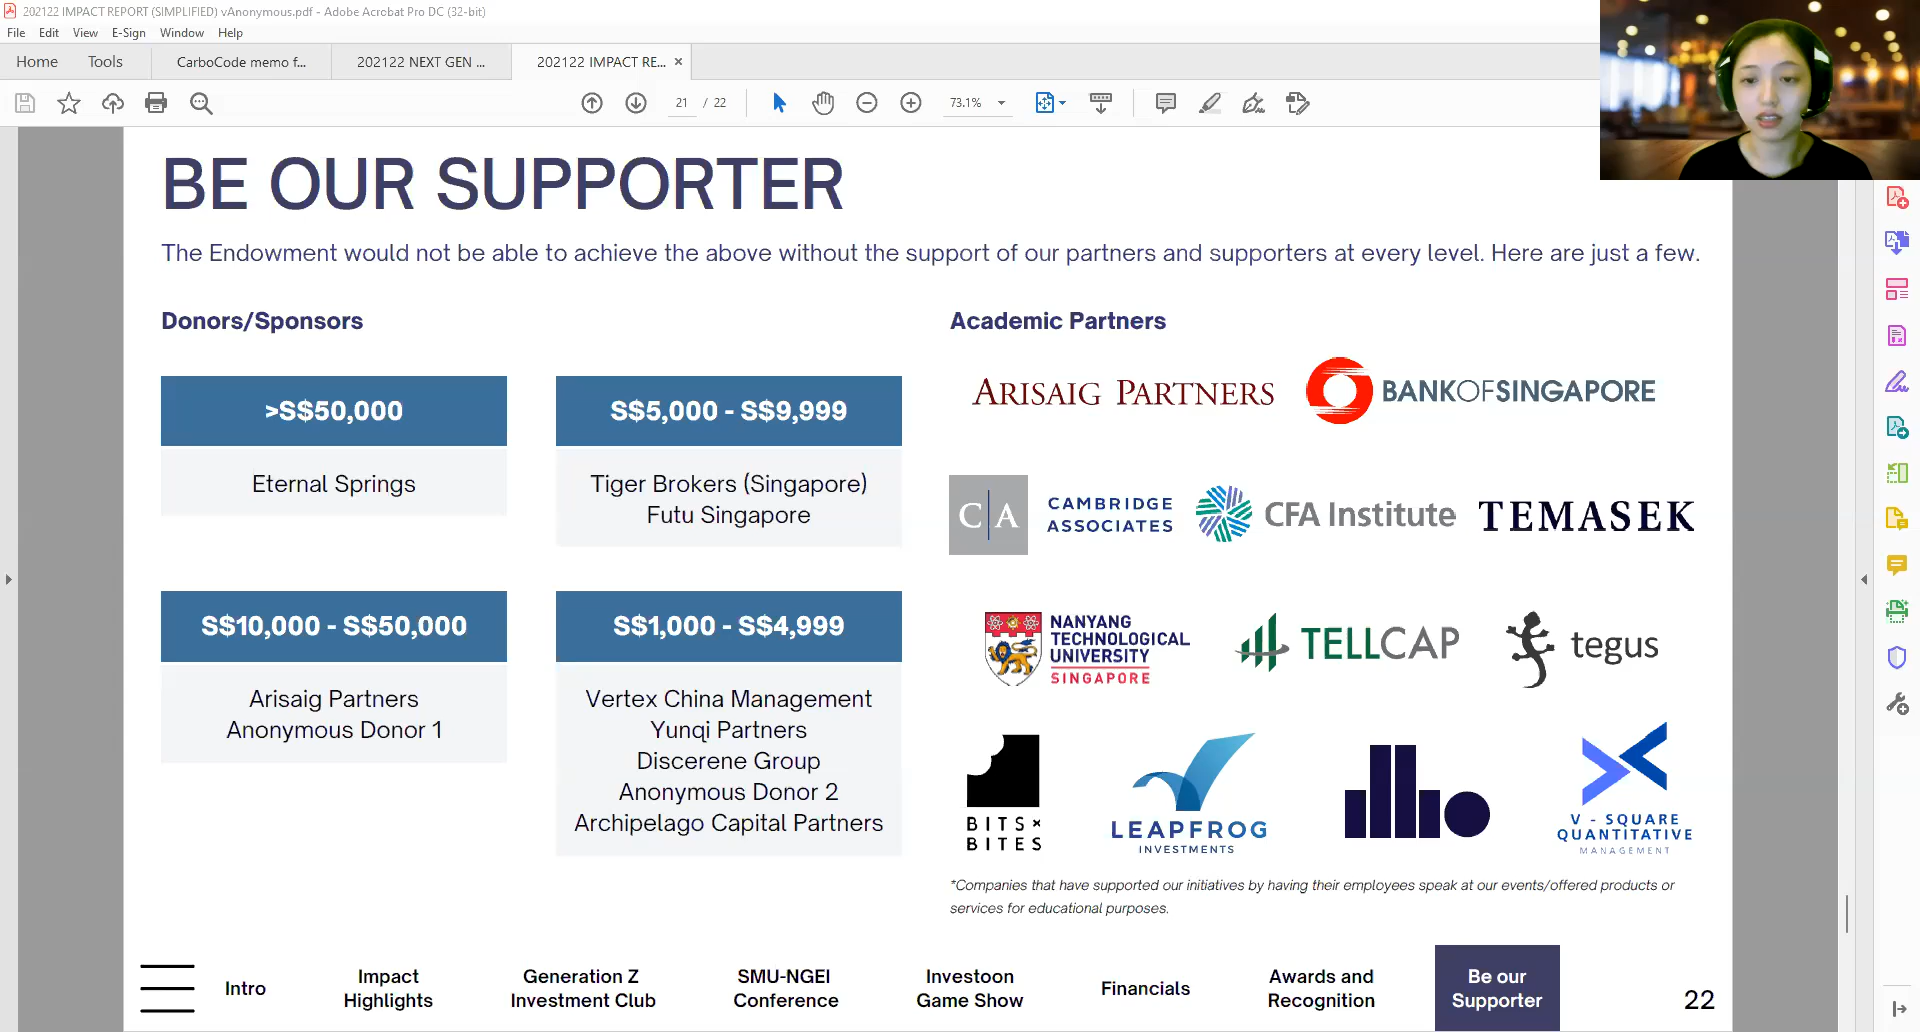 202122 IMPACT REPORT (SIMPLIFIED) vAnonymous.pdf - Adobe Acrobat Pro DC (32-bit)
File Edit View E-Sign Window Help
Home Tools CarboCode memo f... 202122 NEXT GEN ... 202122 IMPACT RE... ×
21 / 22 73.1%
BE OUR SUPPORTER
The Endowment would not be able to achieve the above without the support of our partners and supporters at every level. Here are just a few.
Donors/Sponsors
>S$50,000
Eternal Springs
S$5,000 - S$9,999
Tiger Brokers (Singapore)
Futu Singapore
S$10,000 - S$50,000
Arisaig Partners
Anonymous Donor 1
S$1,000 - S$4,999
Vertex China Management
Yunqi Partners
Discerene Group
Anonymous Donor 2
Archipelago Capital Partners
Academic Partners
ARISAIG PARTNERS
BANKOFSINGAPORE
C|A
CAMBRIDGE
ASSOCIATES
CFA Institute
TEMASEK
NANYANG
TECHNOLOGICAL
UNIVERSITY
SINGAPORE
TELLCAP
tegus
BITS×
BITES
LEAPFROG
INVESTMENTS
V - SQUARE
QUANTITATIVE
MANAGEMENT
*Companies that have supported our initiatives by having their employees speak at our events/offered products or
services for educational purposes.
Intro
Impact
Highlights
Generation Z
Investment Club
SMU-NGEI
Conference
Investoon
Game Show
Financials
Awards and
Recognition
Be our
Supporter
22